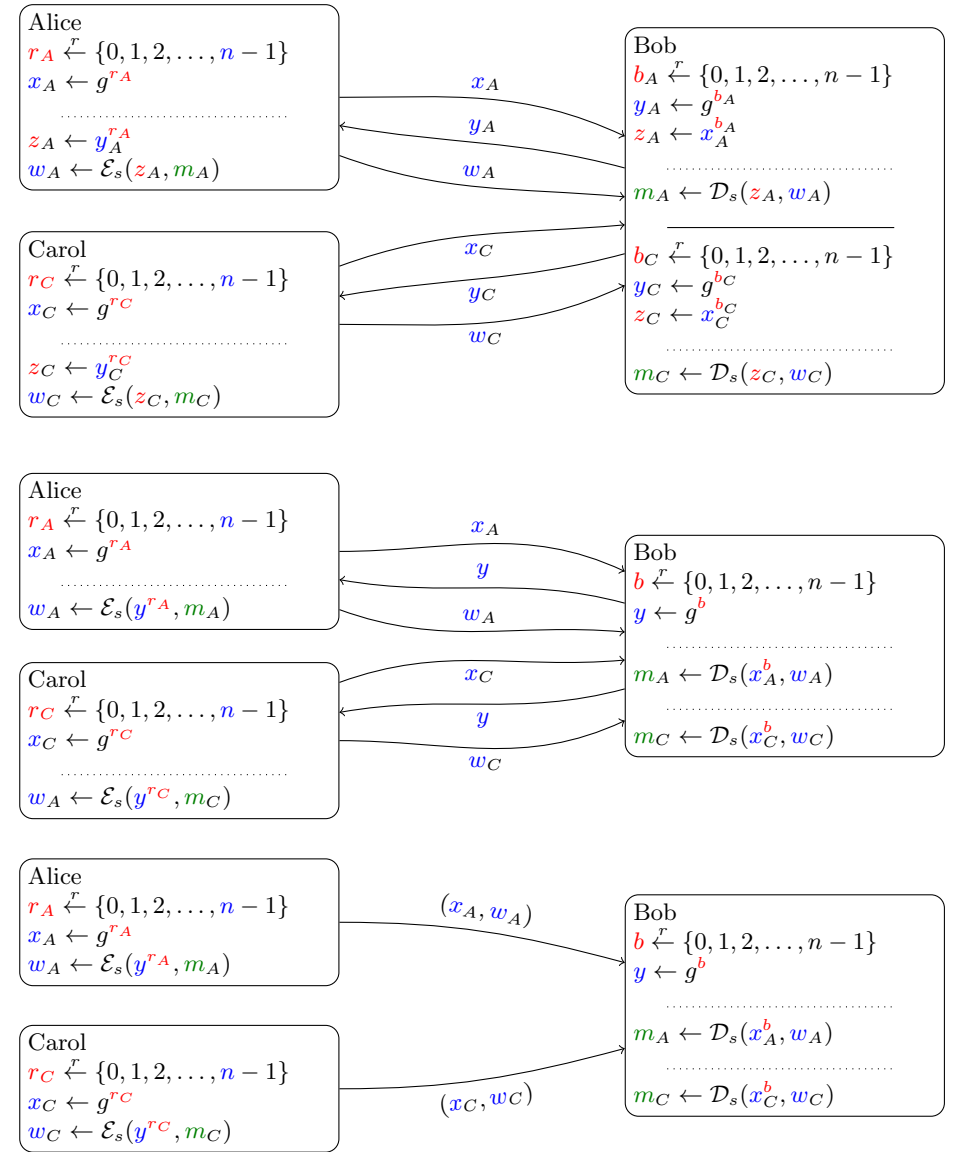 Alice
r_A ←^r {0, 1, 2, . . . , n − 1}
x_A ← g^{r_A}
z_A ← y_A^{r_A}
w_A ← ℰ_s(z_A, m_A)
x_A
y_A
w_A
Carol
r_C ←^r {0, 1, 2, . . . , n − 1}
x_C ← g^{r_C}
z_C ← y_C^{r_C}
w_C ← ℰ_s(z_C, m_C)
x_C
y_C
w_C
Bob
b_A ←^r {0, 1, 2, . . . , n − 1}
y_A ← g^{b_A}
z_A ← x_A^{b_A}
m_A ← 𝒟_s(z_A, w_A)
b_C ←^r {0, 1, 2, . . . , n − 1}
y_C ← g^{b_C}
z_C ← x_C^{b_C}
m_C ← 𝒟_s(z_C, w_C)
Alice
r_A ←^r {0, 1, 2, . . . , n − 1}
x_A ← g^{r_A}
w_A ← ℰ_s(y^{r_A}, m_A)
x_A
y
w_A
Carol
r_C ←^r {0, 1, 2, . . . , n − 1}
x_C ← g^{r_C}
w_A ← ℰ_s(y^{r_C}, m_C)
x_C
y
w_C
Bob
b ←^r {0, 1, 2, . . . , n − 1}
y ← g^b
m_A ← 𝒟_s(x_A^b, w_A)
m_C ← 𝒟_s(x_C^b, w_C)
Alice
r_A ←^r {0, 1, 2, . . . , n − 1}
x_A ← g^{r_A}
w_A ← ℰ_s(y^{r_A}, m_A)
(x_A, w_A)
Carol
r_C ←^r {0, 1, 2, . . . , n − 1}
x_C ← g^{r_C}
w_C ← ℰ_s(y^{r_C}, m_C)
(x_C, w_C)
Bob
b ←^r {0, 1, 2, . . . , n − 1}
y ← g^b
m_A ← 𝒟_s(x_A^b, w_A)
m_C ← 𝒟_s(x_C^b, w_C)